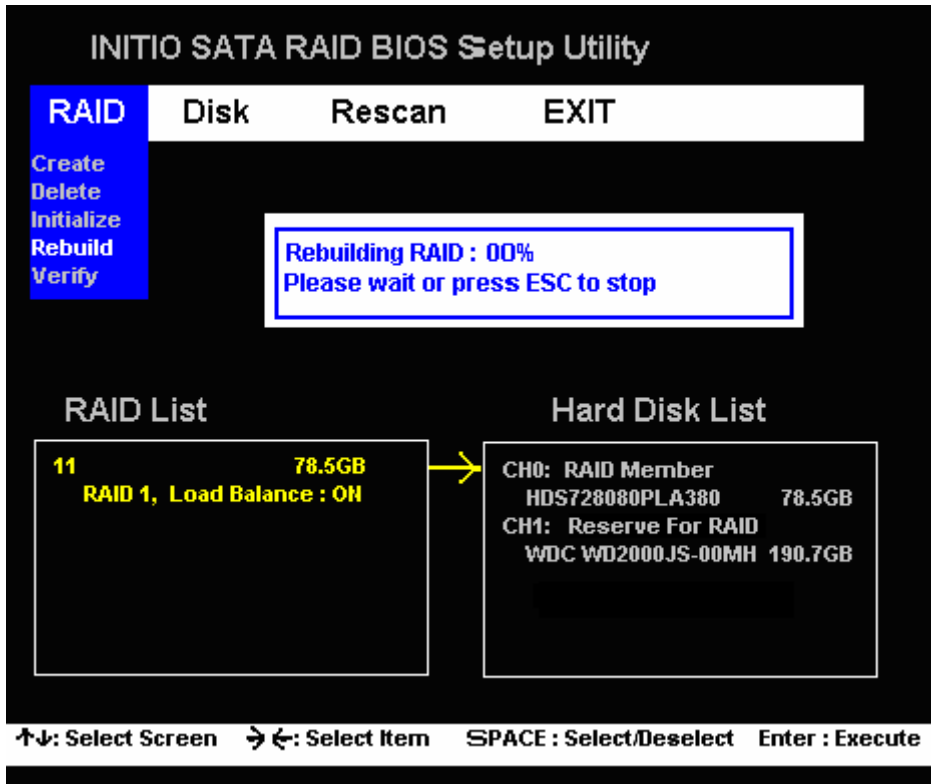 INITIO SATA RAID BIOS Setup Utility
RAID Disk Rescan EXIT
Create
Delete
Initialize
Rebuild
Verify
Rebuilding RAID : 00%
Please wait or press ESC to stop
RAID List
11 78.5GB
RAID 1, Load Balance : ON
Hard Disk List
CH0: RAID Member
HDS728080PLA380 78.5GB
CH1: Reserve For RAID
WDC WD2000JS-00MH 190.7GB
↑↓: Select Screen → ←: Select Item SPACE : Select/Deselect Enter : Execute